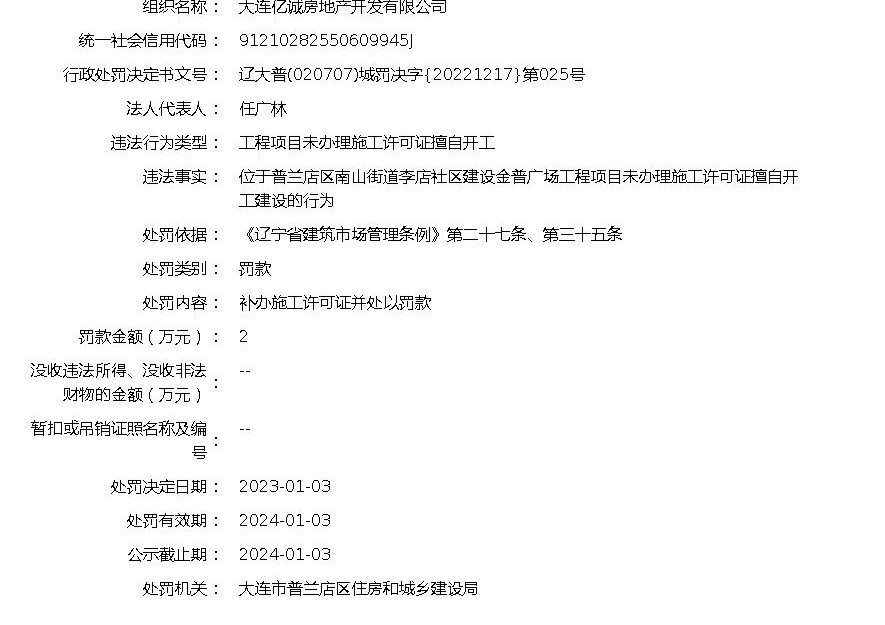 组织名称： 大连亿诚房地产开发有限公司
统一社会信用代码： 91210282550609945J
行政处罚决定书文号： 辽大普(020707)城罚决字{20221217}第025号
法人代表人： 任广林
违法行为类型： 工程项目未办理施工许可证擅自开工
违法事实： 位于普兰店区南山街道李店社区建设金普广场工程项目未办理施工许可证擅自开
工建设的行为
处罚依据： 《辽宁省建筑市场管理条例》第二十七条、第三十五条
处罚类别： 罚款
处罚内容： 补办施工许可证并处以罚款
罚款金额（万元）： 2
没收违法所得、没收非法 --
财物的金额（万元）：
暂扣或吊销证照名称及编 --
号：
处罚决定日期： 2023-01-03
处罚有效期： 2024-01-03
公示截止期： 2024-01-03
处罚机关： 大连市普兰店区住房和城乡建设局